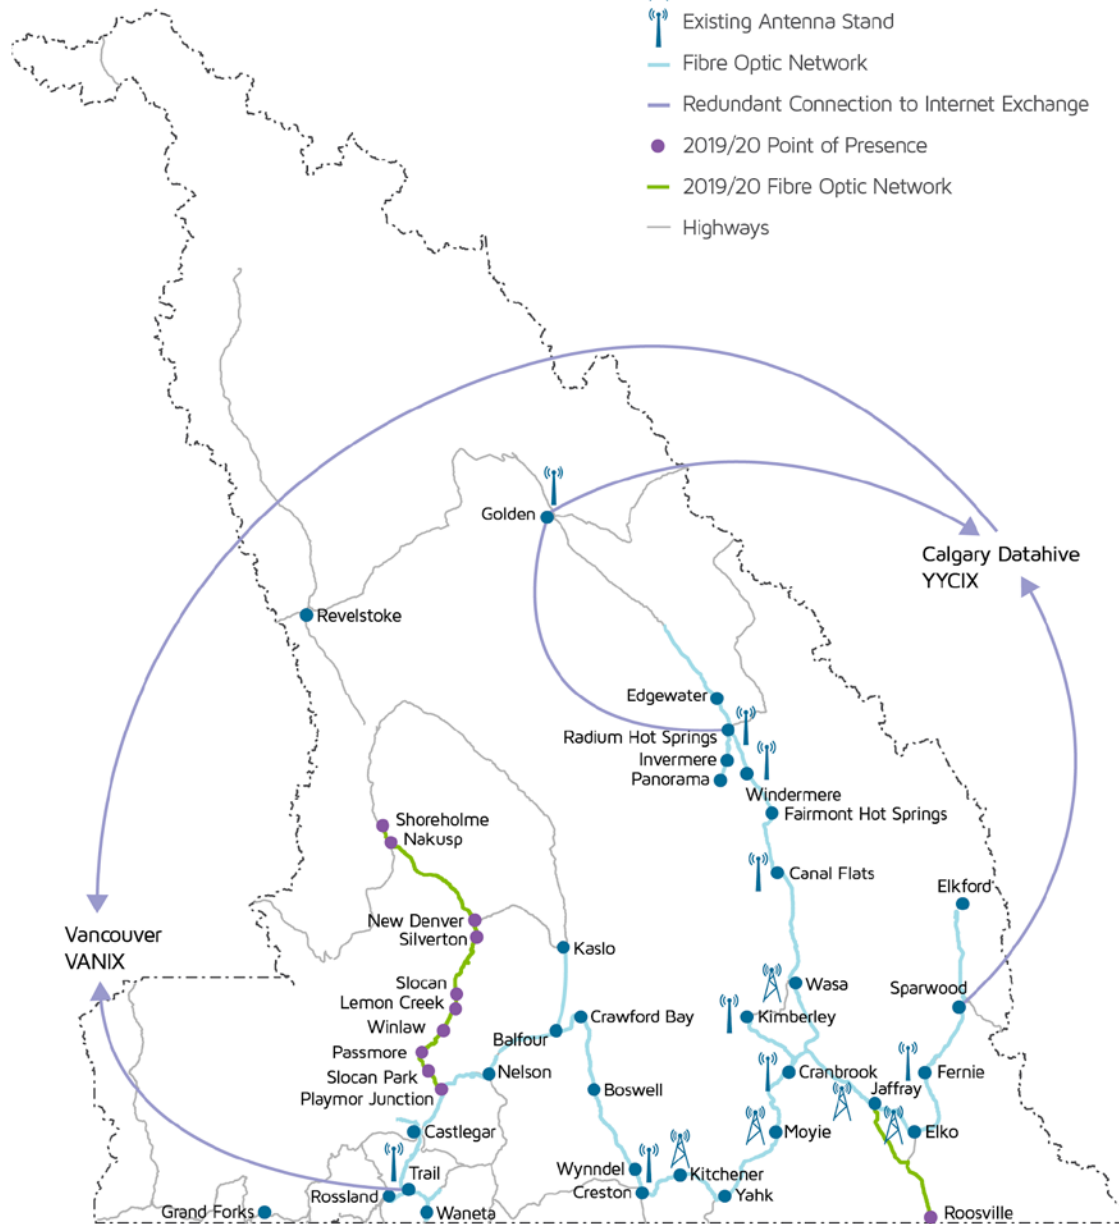 Existing Antenna Stand
Fibre Optic Network
Redundant Connection to Internet Exchange
2019/20 Point of Presence
2019/20 Fibre Optic Network
Highways
Golden
Calgary Datahive
YYCIX
Revelstoke
Edgewater
Radium Hot Springs
Invermere
Panorama
Windermere
Fairmont Hot Springs
Shoreholme
Nakusp
Canal Flats
Elkford
New Denver
Silverton
Vancouver
VANIX
Kaslo
Slocan
Lemon Creek
Wasa
Sparwood
Winlaw
Crawford Bay
Kimberley
Balfour
Passmore
Slocan Park
Playmor Junction
Nelson
Cranbrook
Fernie
Boswell
Jaffray
Castlegar
Moyie
Elko
Wynndel
Creston
Kitchener
Yahk
Trail
Rossland
Waneta
Grand Forks
Roosville